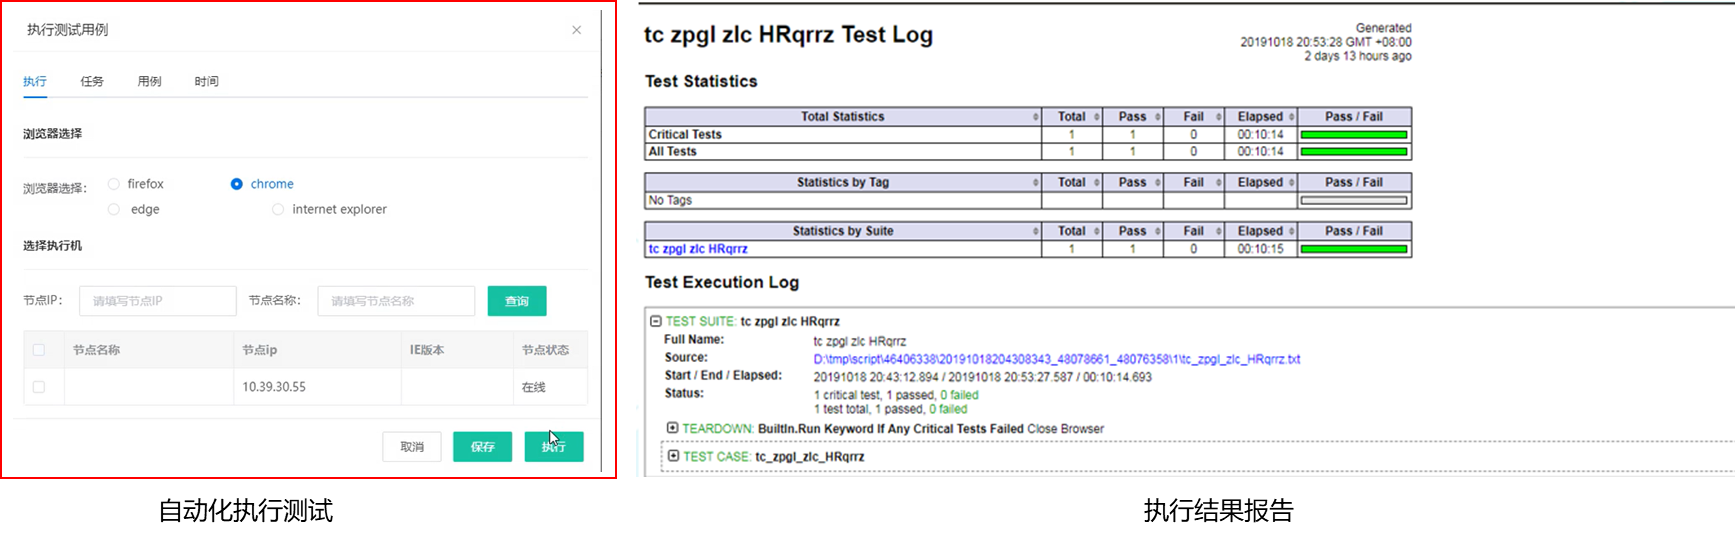 执行测试用例
执行 任务 用例 时间
浏览器选择
浏览器选择： firefox chrome
edge internet explorer
选择执行机
节点IP： 请填写节点IP 节点名称： 请填写节点名称 查询
节点名称 节点ip IE版本 节点状态
10.39.30.55 在线
取消 保存 执行
自动化执行测试
tc zpgl zlc HRqrrz Test Log
Generated
20191018 20:53:28 GMT +08:00
2 days 13 hours ago
Test Statistics
Total Statistics Total Pass Fail Elapsed Pass / Fail
Critical Tests 1 1 0 00:10:14
All Tests 1 1 0 00:10:14
Statistics by Tag Total Pass Fail Elapsed Pass / Fail
No Tags
Statistics by Suite Total Pass Fail Elapsed Pass / Fail
tc zpgl zlc HRqrrz 1 1 0 00:10:15
Test Execution Log
TEST SUITE: tc zpgl zlc HRqrrz
Full Name: tc zpgl zlc HRqrrz
Source: D:\tmp\script\46406338\20191018204308343_48078661_48076358\1\tc_zpgl_zlc_HRqrrz.txt
Start / End / Elapsed: 20191018 20:43:12.894 / 20191018 20:53:27.587 / 00:10:14.693
Status: 1 critical test, 1 passed, 0 failed
1 test total, 1 passed, 0 failed
TEARDOWN: BuiltIn.Run Keyword If Any Critical Tests Failed Close Browser
TEST CASE: tc_zpgl_zlc_HRqrrz
执行结果报告